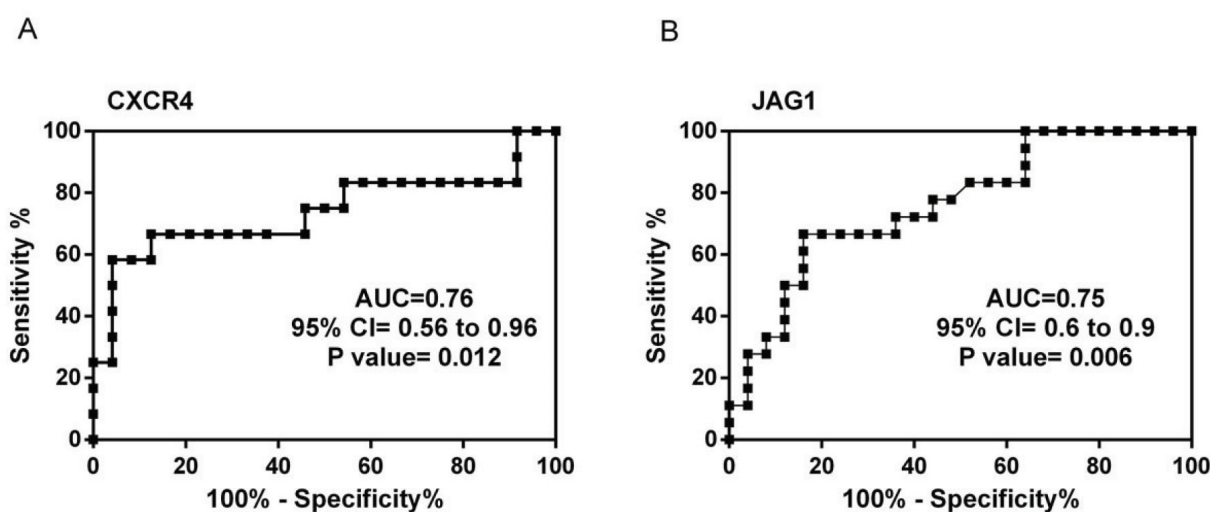 A
CXCR4
100
80
60
40
20
0
Sensitivity %
AUC=0.76
95% CI= 0.56 to 0.96
P value= 0.012
0 20 40 60 80 100
100% - Specificity%
B
JAG1
100
80
60
40
20
0
Sensitivity %
AUC=0.75
95% CI= 0.6 to 0.9
P value= 0.006
0 20 40 60 80 100
100% - Specificity%